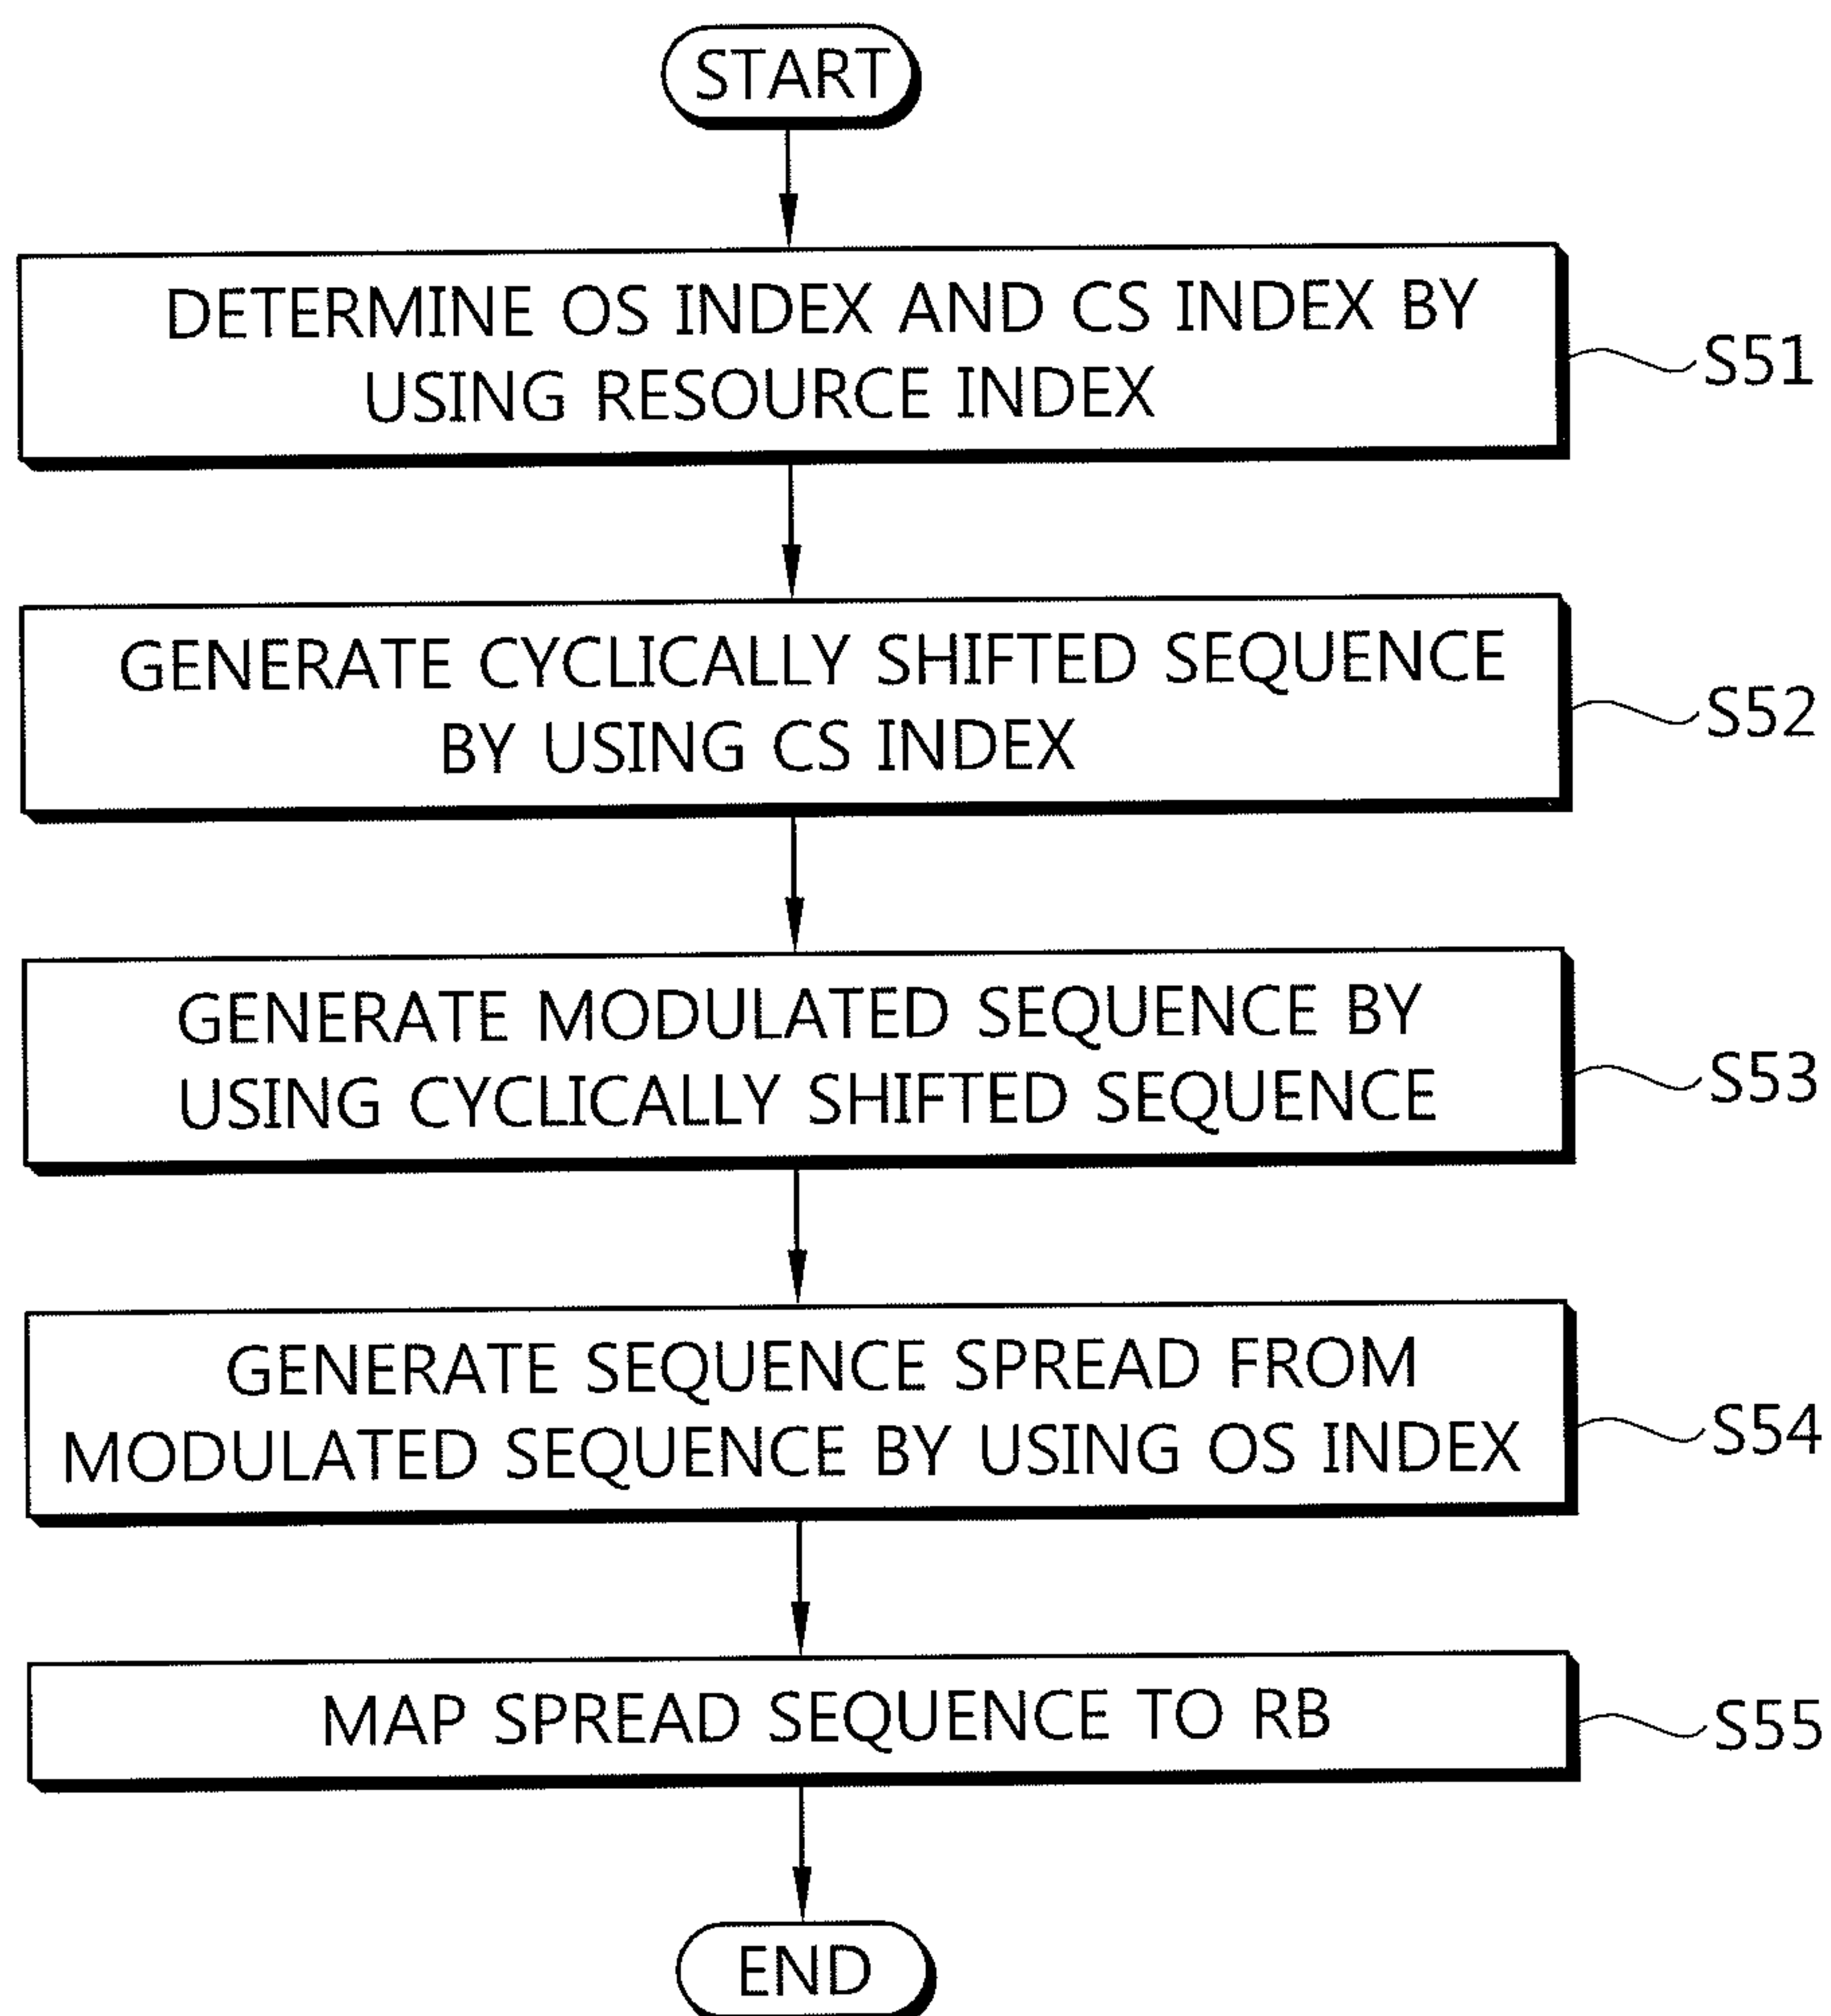 START
DETERMINE OS INDEX AND CS INDEX BY
USING RESOURCE INDEX
S51
GENERATE CYCLICALLY SHIFTED SEQUENCE
BY USING CS INDEX
S52
GENERATE MODULATED SEQUENCE BY
USING CYCLICALLY SHIFTED SEQUENCE
S53
GENERATE SEQUENCE SPREAD FROM
MODULATED SEQUENCE BY USING OS INDEX
S54
MAP SPREAD SEQUENCE TO RB
S55
END